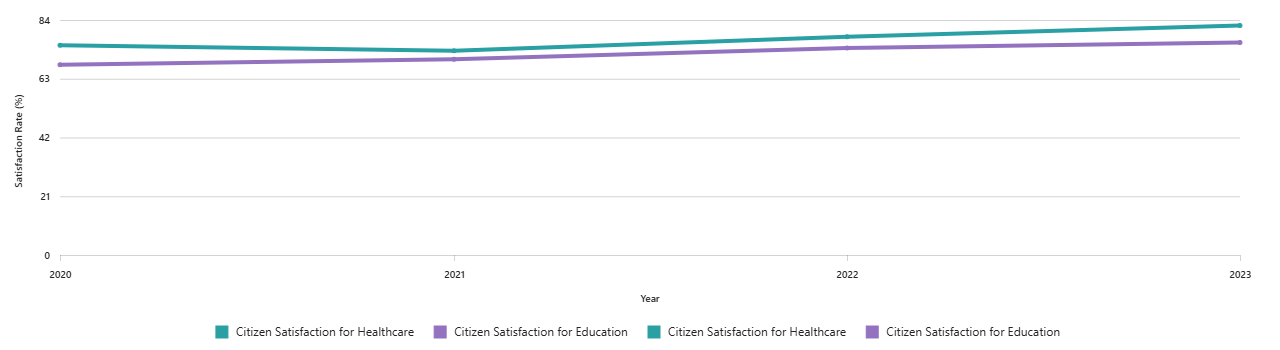 84
63
42
21
0
Satisfaction Rate (%)
2020 2021 2022 2023
Year
Citizen Satisfaction for Healthcare Citizen Satisfaction for Education Citizen Satisfaction for Healthcare Citizen Satisfaction for Education